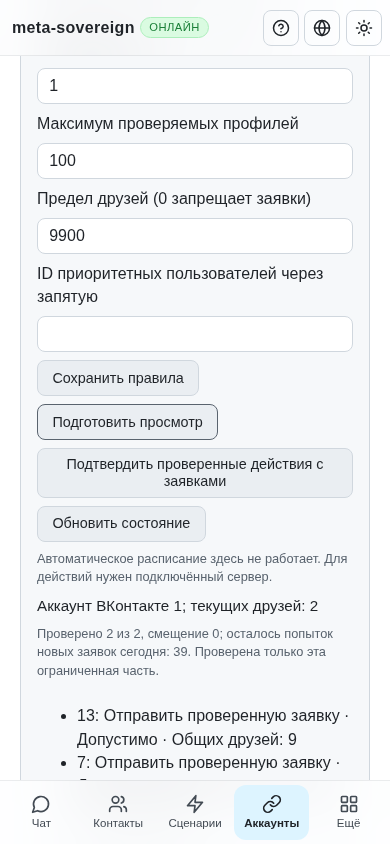 meta-sovereign ОНЛАЙН
1
Максимум проверяемых профилей
100
Предел друзей (0 запрещает заявки)
9900
ID приоритетных пользователей через
запятую
Сохранить правила
Подготовить просмотр
Подтвердить проверенные действия с
заявками
Обновить состояние
Автоматическое расписание здесь не работает. Для
действий нужен подключённый сервер.
Аккаунт ВКонтакте 1; текущих друзей: 2
Проверено 2 из 2, смещение 0; осталось попыток
новых заявок сегодня: 39. Проверена только эта
ограниченная часть.
• 13: Отправить проверенную заявку ·
Допустимо · Общих друзей: 9
• 7: Отправить проверенную заявку ·
Чат Контакты Сценарии Аккаунты Ещё